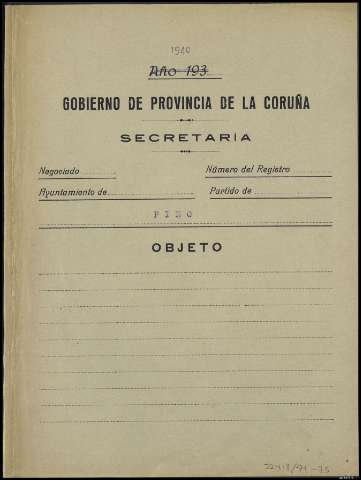 1940
Año 193
GOBIERNO DE PROVINCIA DE LA CORUÑA
SECRETARÍA
Negociado Número del Registro
Ayuntamiento de Partido de
PINO
OBJETO